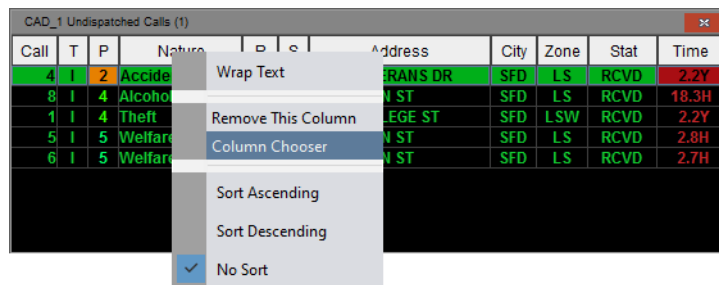 CAD_1 Undispatched Calls (1)
Call T P Nature R S Address City Zone Stat Time
4 I 2 Accide ERANS DR SFD LS RCVD 2.2Y
8 I 4 Alcohol N ST SFD LS RCVD 18.3H
1 I 4 Theft LEGE ST SFD LSW RCVD 2.2Y
5 I 5 Welfare N ST SFD LS RCVD 2.8H
6 I 5 Welfare N ST SFD LS RCVD 2.7H
Wrap Text
Remove This Column
Column Chooser
Sort Ascending
Sort Descending
No Sort